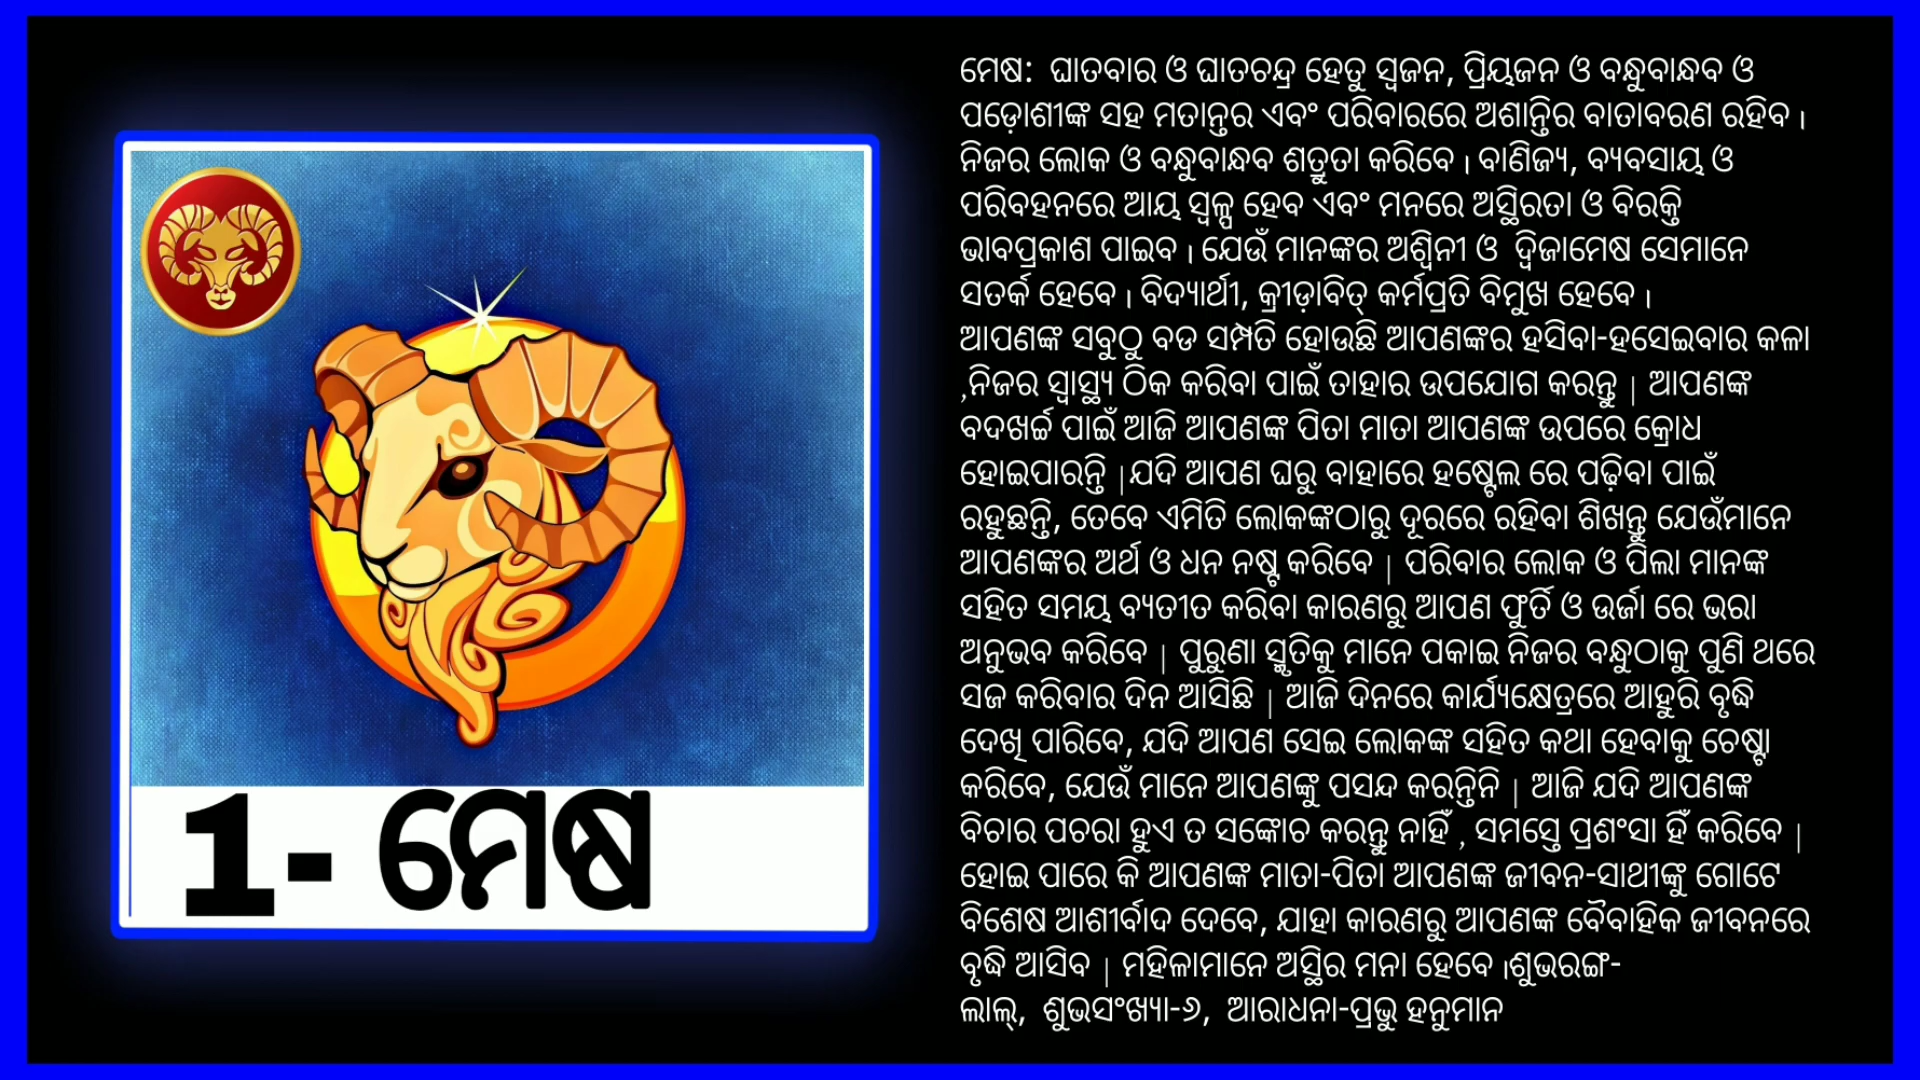 1- ମେଷ
ମେଷ: ଘାତବାର ଓ ଘାତଚନ୍ଦ୍ର ହେତୁ ସ୍ୱଜନ, ପ୍ରିୟଜନ ଓ ବନ୍ଧୁବାନ୍ଧବ ଓ
ପଡ଼ୋଶୀଙ୍କ ସହ ମତାନ୍ତର ଏବଂ ପରିବାରରେ ଅଶାନ୍ତିର ବାତାବରଣ ରହିବ ।
ନିଜର ଲୋକ ଓ ବନ୍ଧୁବାନ୍ଧବ ଶତ୍ରୁତା କରିବେ । ବାଣିଜ୍ୟ, ବ୍ୟବସାୟ ଓ
ପରିବହନରେ ଆୟ ସ୍ୱଳ୍ପ ହେବ ଏବଂ ମନରେ ଅସ୍ଥିରତା ଓ ବିରକ୍ତି
ଭାବପ୍ରକାଶ ପାଇବ । ଯେଉଁ ମାନଙ୍କର ଅଶ୍ୱିନୀ ଓ ଦ୍ୱିଜାମେଷ ସେମାନେ
ସତର୍କ ହେବେ । ବିଦ୍ୟାର୍ଥୀ, କ୍ରୀଡ଼ାବିତ୍ କର୍ମପ୍ରତି ବିମୁଖ ହେବେ ।
ଆପଣଙ୍କ ସବୁଠୁ ବଡ ସମ୍ପତି ହୋଉଛି ଆପଣଙ୍କର ହସିବା-ହସେଇବାର କଳା
,ନିଜର ସ୍ୱାସ୍ଥ୍ୟ ଠିକ କରିବା ପାଇଁ ତାହାର ଉପଯୋଗ କରନ୍ତୁ | ଆପଣଙ୍କ
ବଦଖର୍ଚ୍ଚ ପାଇଁ ଆଜି ଆପଣଙ୍କ ପିତା ମାତା ଆପଣଙ୍କ ଉପରେ କ୍ରୋଧ
ହୋଇପାରନ୍ତି |ଯଦି ଆପଣ ଘରୁ ବାହାରେ ହଷ୍ଟେଲ ରେ ପଢ଼ିବା ପାଇଁ
ରହୁଛନ୍ତି, ତେବେ ଏମିତି ଲୋକଙ୍କଠାରୁ ଦୂରରେ ରହିବା ଶିଖନ୍ତୁ ଯେଉଁମାନେ
ଆପଣଙ୍କର ଅର୍ଥ ଓ ଧନ ନଷ୍ଟ କରିବେ | ପରିବାର ଲୋକ ଓ ପିଲା ମାନଙ୍କ
ସହିତ ସମୟ ବ୍ୟତୀତ କରିବା କାରଣରୁ ଆପଣ ଫୁର୍ତି ଓ ଉର୍ଜା ରେ ଭରା
ଅନୁଭବ କରିବେ | ପୁରୁଣା ସ୍ମୃତିକୁ ମାନେ ପକାଇ ନିଜର ବନ୍ଧୁଠାକୁ ପୁଣି ଥରେ
ସଜ କରିବାର ଦିନ ଆସିଛି | ଆଜି ଦିନରେ କାର୍ଯ୍ୟକ୍ଷେତ୍ରରେ ଆହୁରି ବୃଦ୍ଧି
ଦେଖି ପାରିବେ, ଯଦି ଆପଣ ସେଇ ଲୋକଙ୍କ ସହିତ କଥା ହେବାକୁ ଚେଷ୍ଟା
କରିବେ, ଯେଉଁ ମାନେ ଆପଣଙ୍କୁ ପସନ୍ଦ କରନ୍ତିନି | ଆଜି ଯଦି ଆପଣଙ୍କ
ବିଚାର ପଚରା ହୁଏ ତ ସଙ୍କୋଚ କରନ୍ତୁ ନାହିଁ , ସମସ୍ତେ ପ୍ରଶଂସା ହିଁ କରିବେ |
ହୋଇ ପାରେ କି ଆପଣଙ୍କ ମାତା-ପିତା ଆପଣଙ୍କ ଜୀବନ-ସାଥୀଙ୍କୁ ଗୋଟେ
ବିଶେଷ ଆଶୀର୍ବାଦ ଦେବେ, ଯାହା କାରଣରୁ ଆପଣଙ୍କ ବୈବାହିକ ଜୀବନରେ
ବୃଦ୍ଧି ଆସିବ | ମହିଳାମାନେ ଅସ୍ଥିର ମନା ହେବେ ।ଶୁଭରଙ୍ଗ-
ଲାଲ୍, ଶୁଭସଂଖ୍ୟା-୬, ଆରାଧନା-ପ୍ରଭୁ ହନୁମାନ